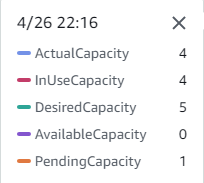 4/26 22:16
ActualCapacity 4
InUseCapacity 4
DesiredCapacity 5
AvailableCapacity 0
PendingCapacity 1